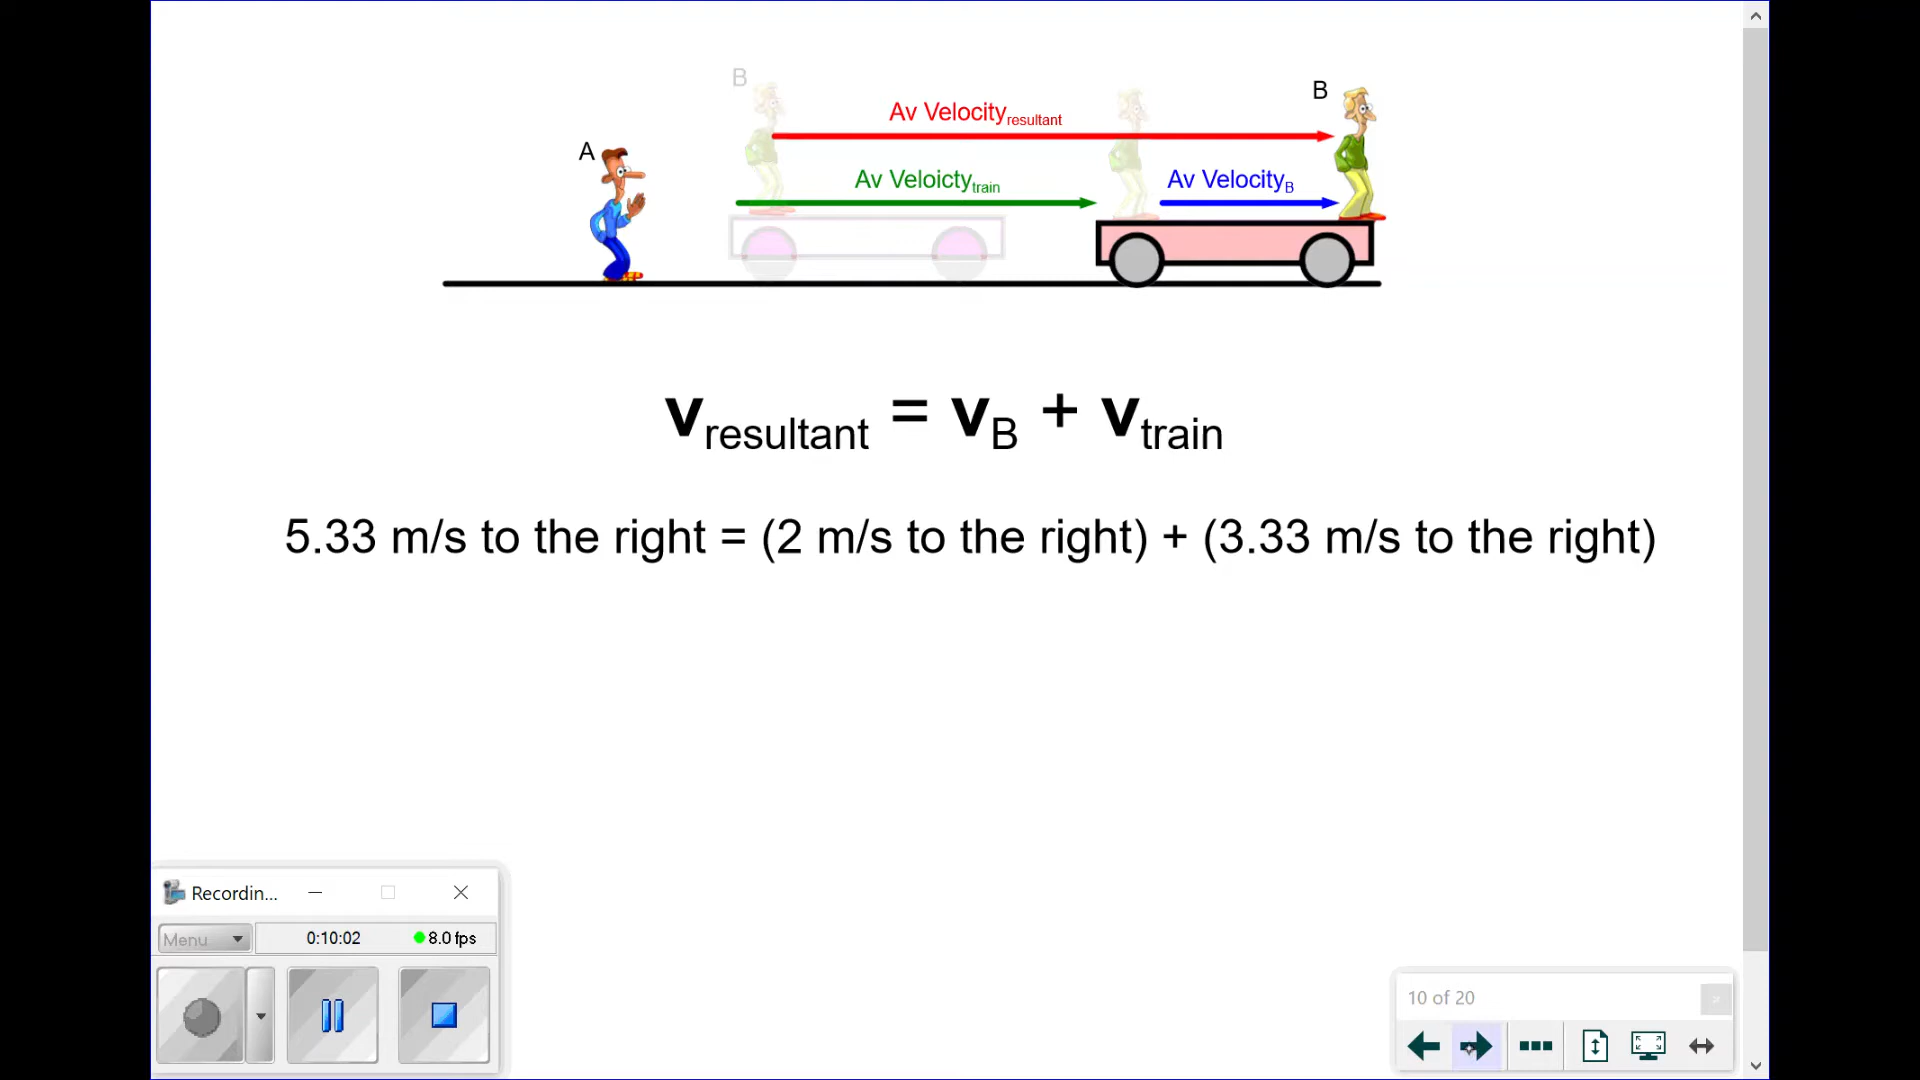 B
B
Av Velocityresultant
A
Av Veloictytrain
Av VelocityB
vresultant = vB + vtrain
5.33 m/s to the right = (2 m/s to the right) + (3.33 m/s to the right)
Recordin...
Menu
0:10:02
8.0 fps
10 of 20